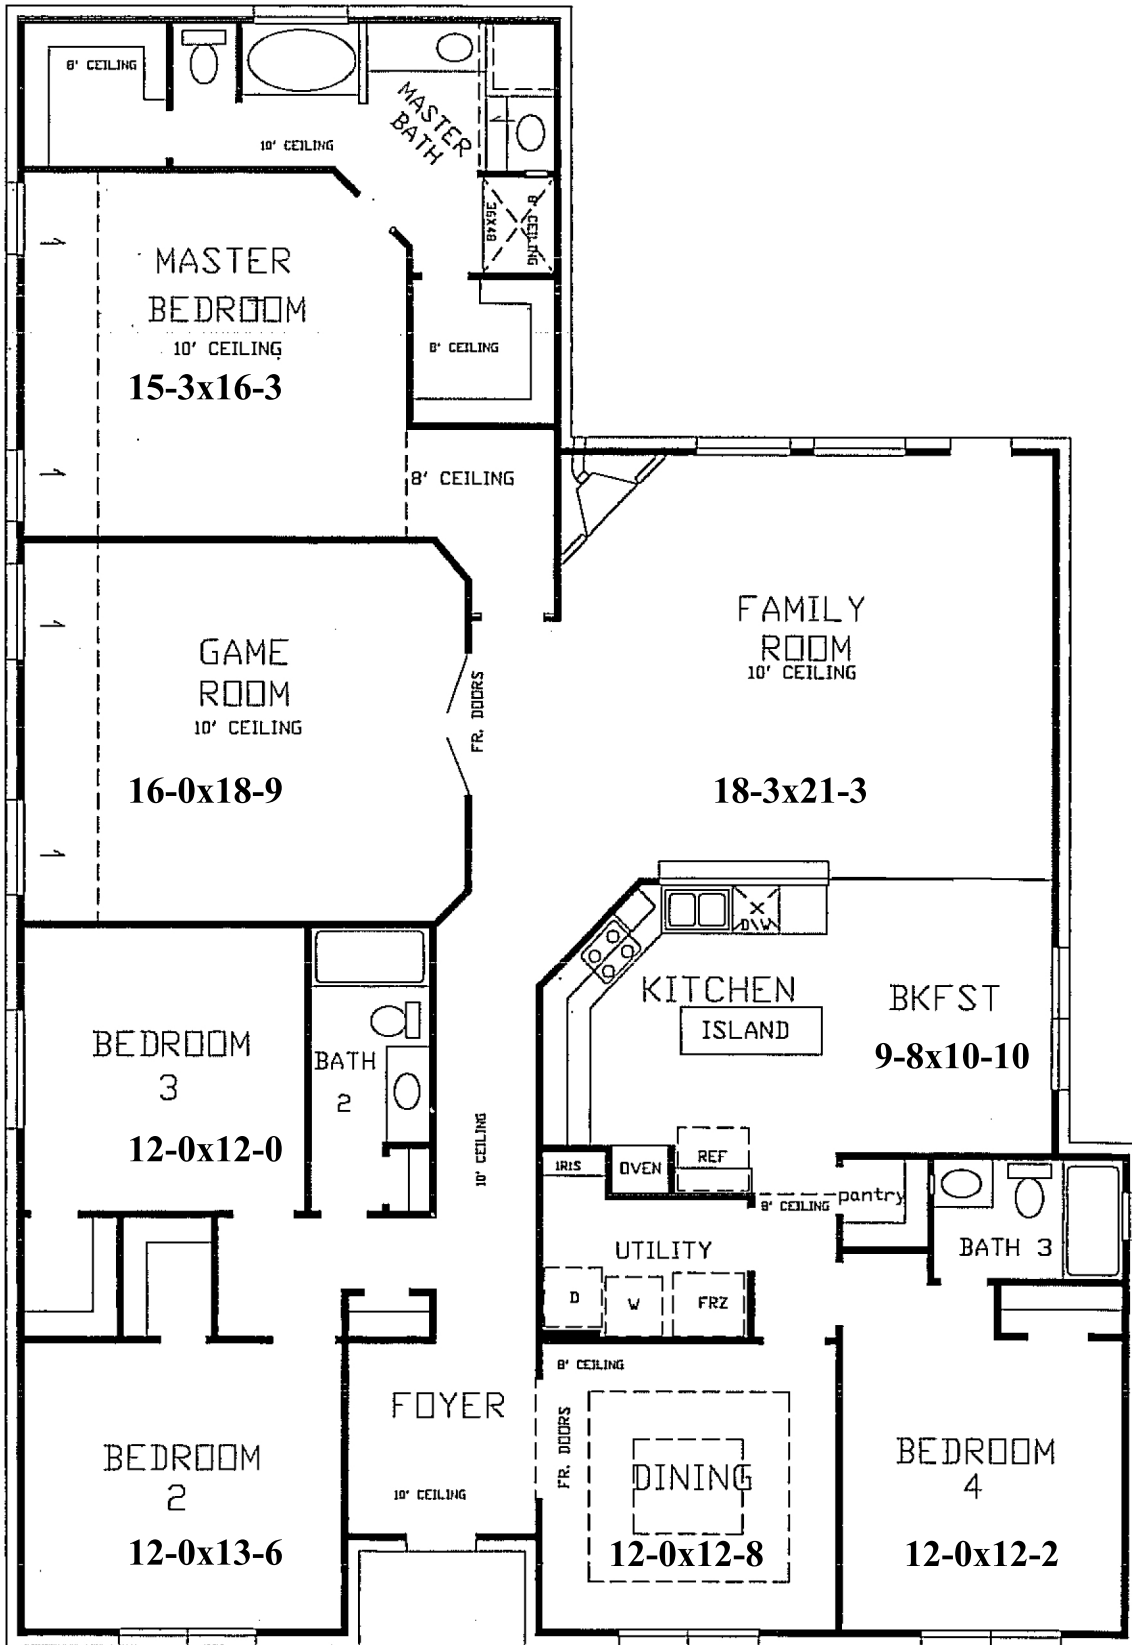 8' CEILING
MASTER
BATH
10' CEILING
36X48
8' CEILING
MASTER
BEDROOM
10' CEILING
15-3x16-3
8' CEILING
8' CEILING
FAMILY
ROOM
10' CEILING
18-3x21-3
GAME
ROOM
10' CEILING
16-0x18-9
FR. DOORS
D\W
KITCHEN
ISLAND
BKFST
9-8x10-10
BEDROOM
3
12-0x12-0
BATH
2
10' CEILING
IRIS
OVEN
REF
8' CEILING
pantry
BATH 3
UTILITY
D
W
FRZ
FOYER
10' CEILING
8' CEILING
FR. DOORS
DINING
12-0x12-8
BEDROOM
2
12-0x13-6
BEDROOM
4
12-0x12-2